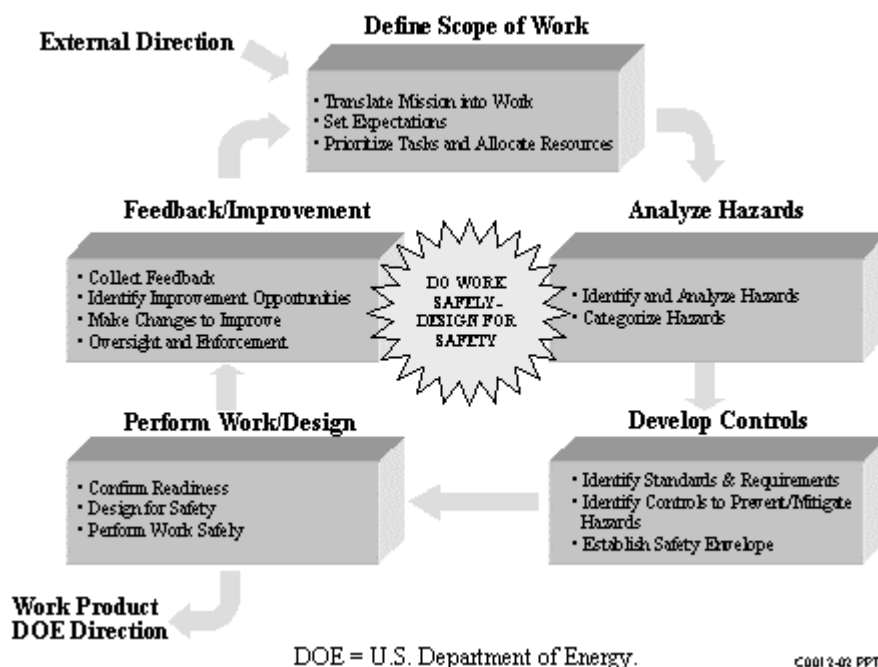 External Direction
Define Scope of Work
• Translate Mission into Work
• Set Expectations
• Prioritize Tasks and Allocate Resources
Feedback/Improvement
• Collect Feedback
• Identify Improvement Opportunities
• Make Changes to Improve
• Oversight and Enforcement
DO WORK
SAFELY-
DESIGN FOR
SAFETY
Analyze Hazards
• Identify and Analyze Hazards
• Categorize Hazards
Perform Work/Design
• Confirm Readiness
• Design for Safety
• Perform Work Safely
Develop Controls
• Identify Standards & Requirements
• Identify Controls to Prevent/Mitigate
Hazards
• Establish Safety Envelope
Work Product
DOE Direction
DOE = U.S. Department of Energy.
C0012-02 PPT